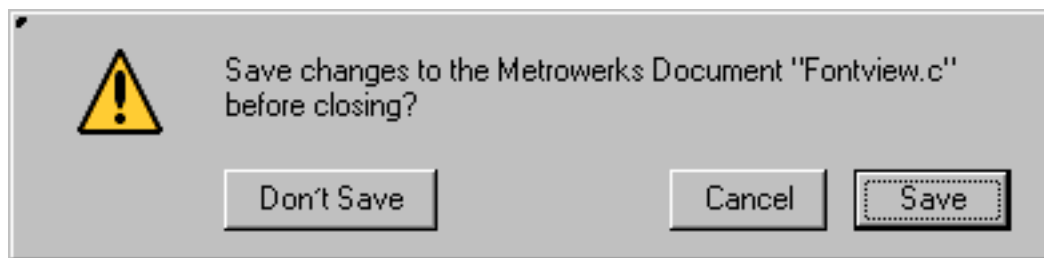 Save changes to the Metrowerks Document "Fontview.c"
before closing?
Don't Save
Cancel
Save